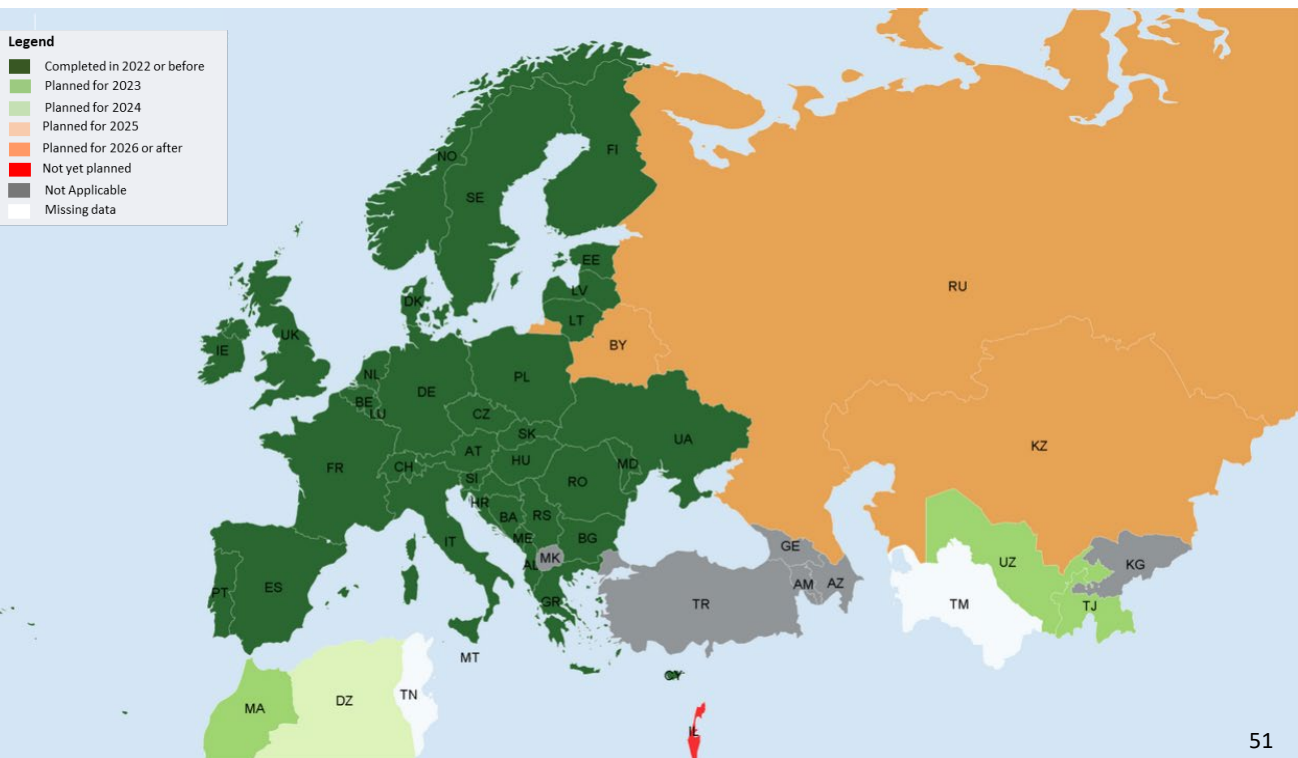 Legend
Completed in 2022 or before
Planned for 2023
Planned for 2024
Planned for 2025
Planned for 2026 or after
Not yet planned
Not Applicable
Missing data
NO
FI
SE
EE
RU
LV
DK
LT
UK
BY
IE
NL
PL
DE
BE
LU
CZ
SK
UA
KZ
AT
HU
MD
FR
CH
SI
RO
HR
BA
RS
IT
ME
BG
GE
MK
AL
UZ
KG
ES
PT
AM
AZ
GR
TR
TM
TJ
MT
CY
TN
DZ
MA
IL
51